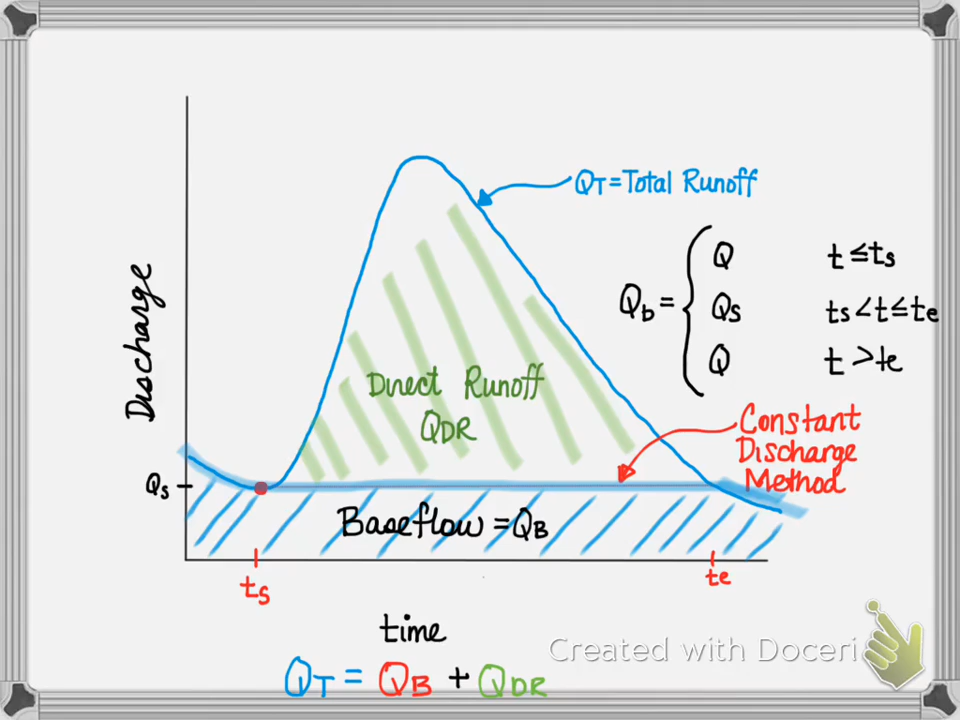 QT=Total Runoff
Qb = { Q t ≤ ts
Qs ts<t≤te
Q t >te
Discharge
Direct Runoff
QDR
Constant
Discharge
Method
Qs
Baseflow =QB
ts
te
time
Created with Doceri
QT = QB + QDR